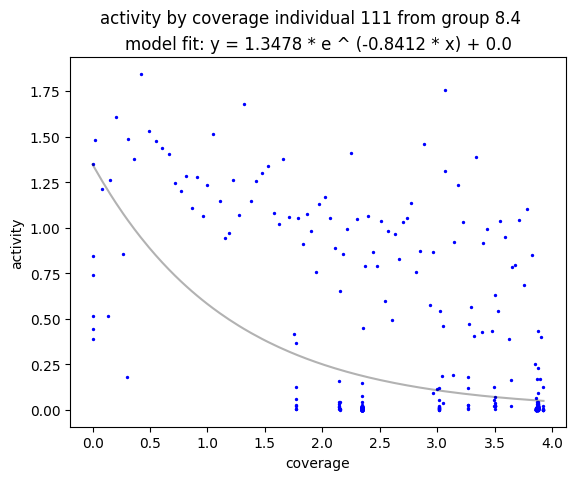 activity by coverage individual 111 from group 8.4
model fit: y = 1.3478 * e ^ (-0.8412 * x) + 0.0
1.75
1.50
1.25
1.00
0.75
0.50
0.25
0.00
activity
0.0 0.5 1.0 1.5 2.0 2.5 3.0 3.5 4.0
coverage